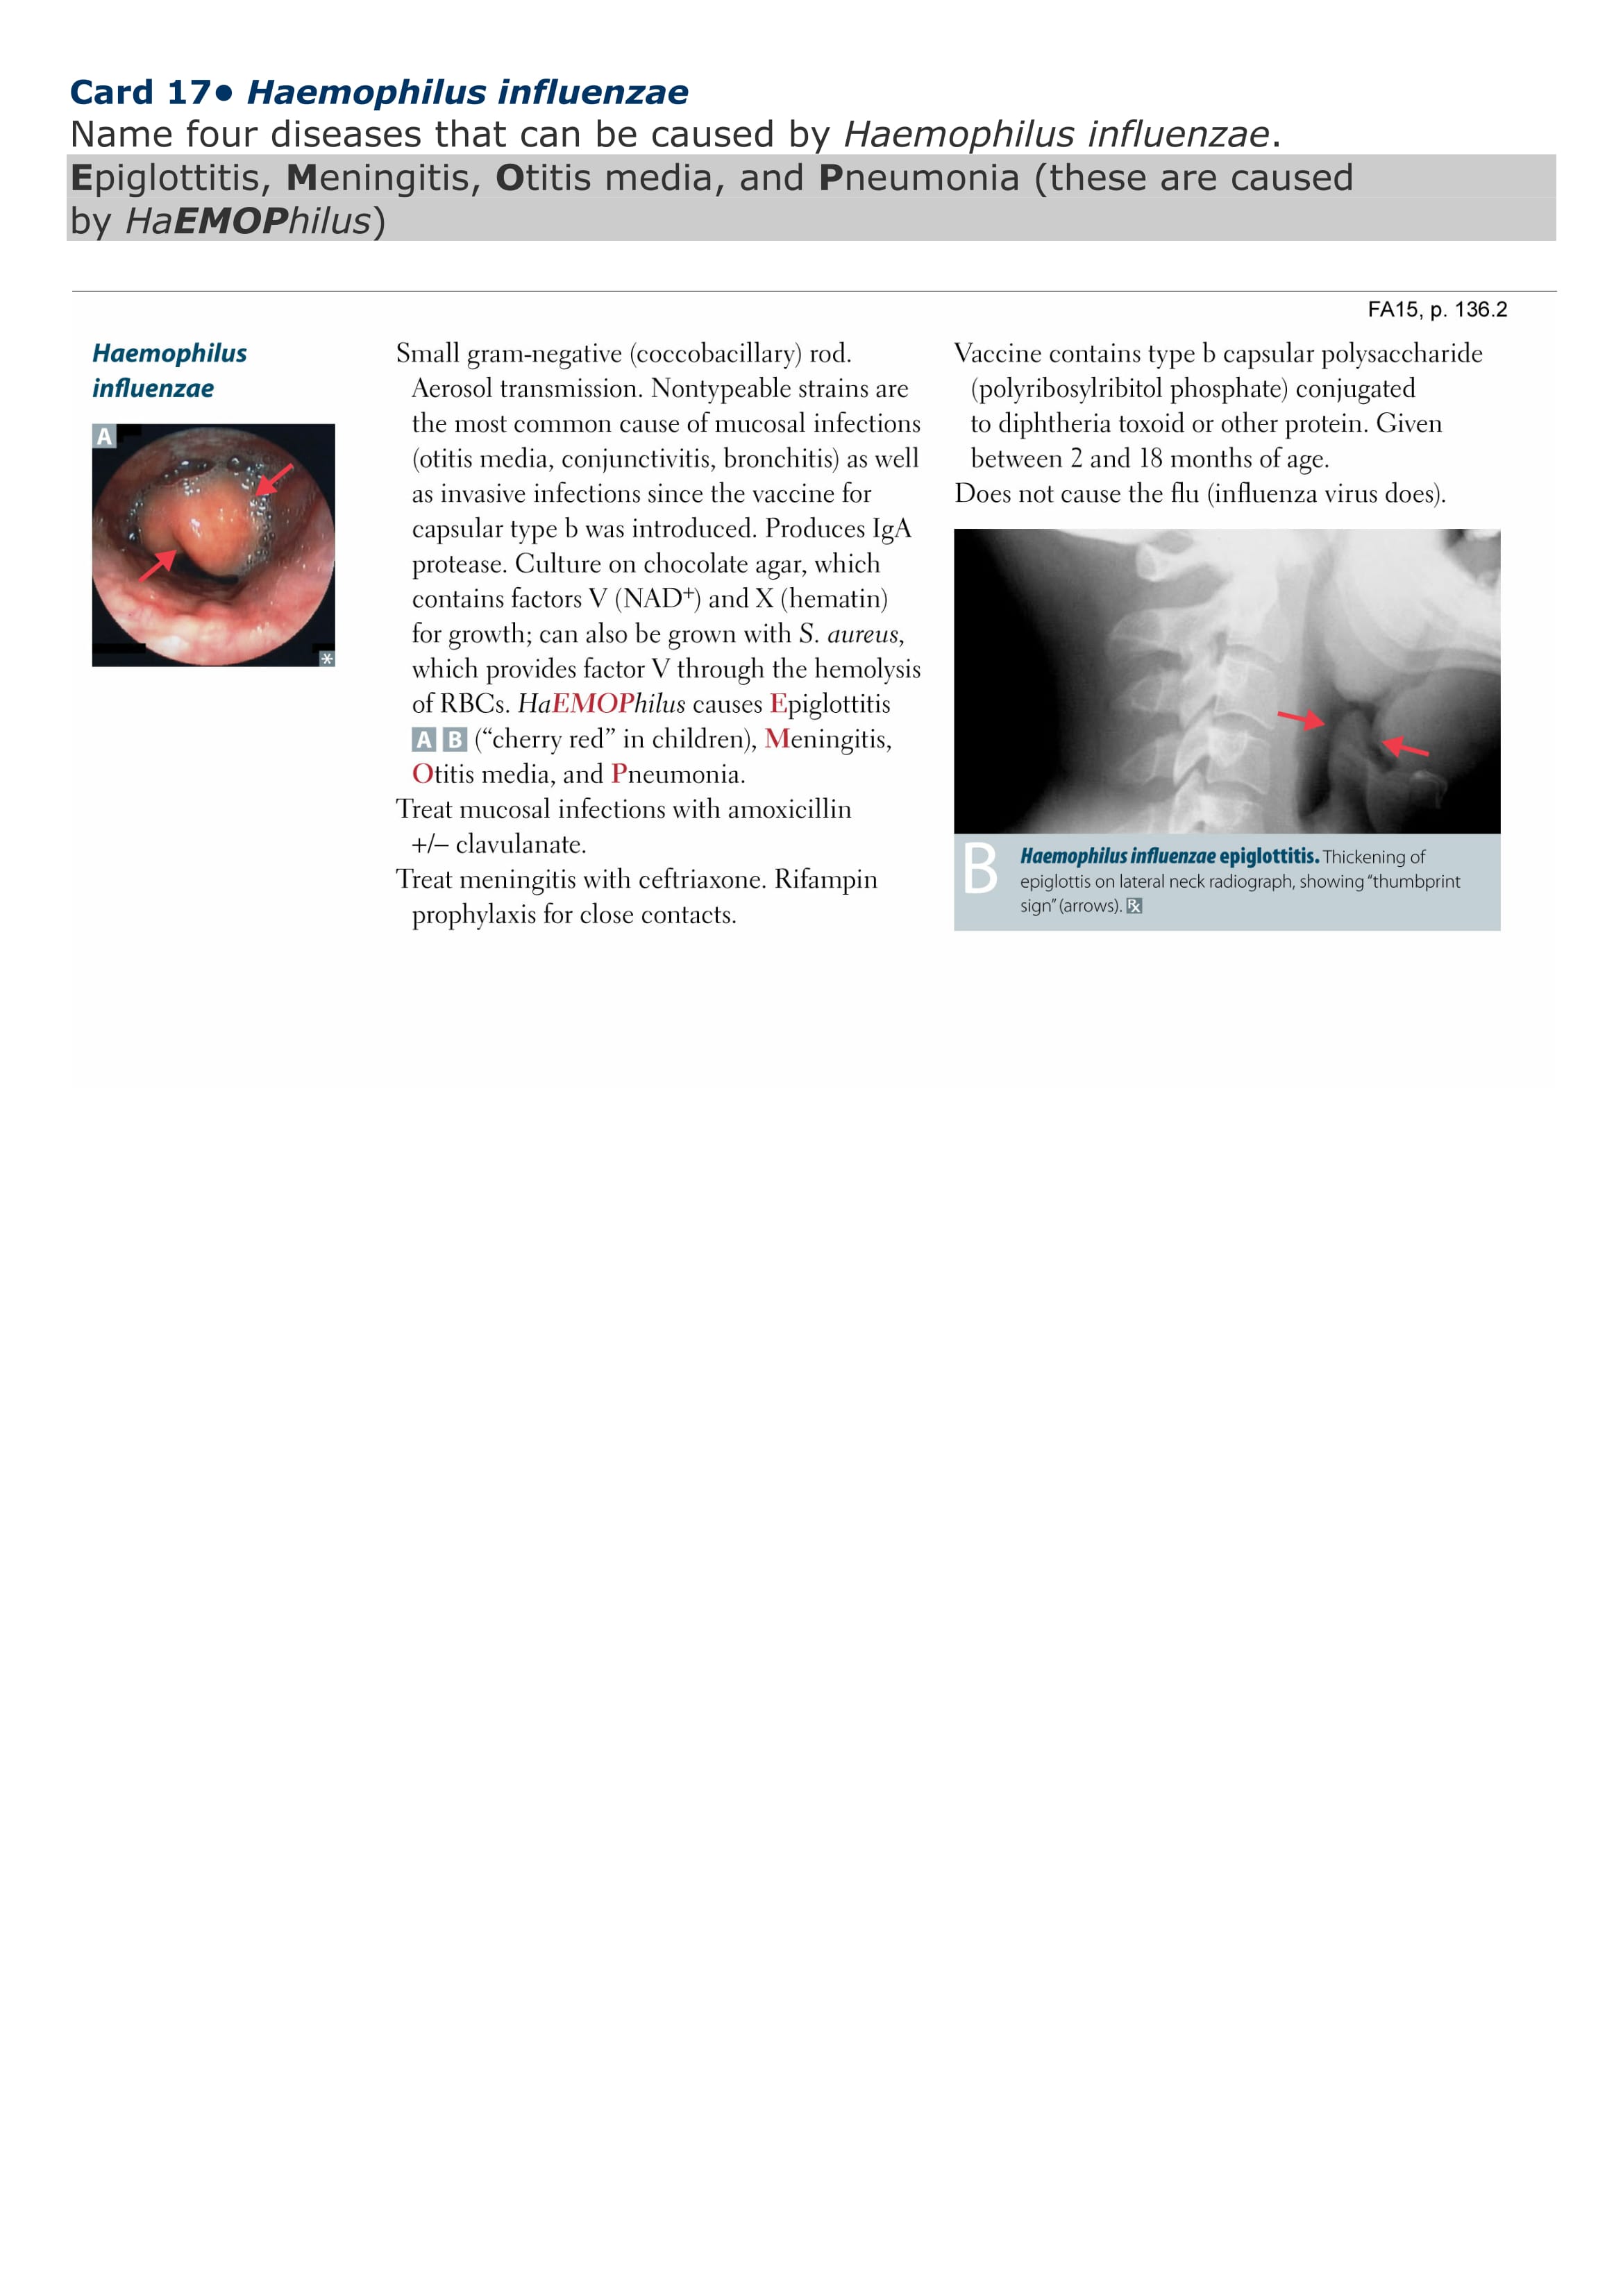 Card 17● Haemophilus influenzae
Name four diseases that can be caused by Haemophilus influenzae.
Epiglottitis, Meningitis, Otitis media, and Pneumonia (these are caused
by HaEMOPhilus)
FA15, p. 136.2
Haemophilus
influenzae
A
*
Small gram-negative (coccobacillary) rod.
Aerosol transmission. Nontypeable strains are
the most common cause of mucosal infections
(otitis media, conjunctivitis, bronchitis) as well
as invasive infections since the vaccine for
capsular type b was introduced. Produces IgA
protease. Culture on chocolate agar, which
contains factors V (NAD+) and X (hematin)
for growth; can also be grown with S. aureus,
which provides factor V through the hemolysis
of RBCs. HaEMOPhilus causes Epiglottitis
A B (“cherry red” in children), Meningitis,
Otitis media, and Pneumonia.
Treat mucosal infections with amoxicillin
+/– clavulanate.
Treat meningitis with ceftriaxone. Rifampin
prophylaxis for close contacts.
Vaccine contains type b capsular polysaccharide
(polyribosylribitol phosphate) conjugated
to diphtheria toxoid or other protein. Given
between 2 and 18 months of age.
Does not cause the flu (influenza virus does).
B
Haemophilus influenzae epiglottitis. Thickening of
epiglottis on lateral neck radiograph, showing “thumbprint
sign” (arrows). Rx